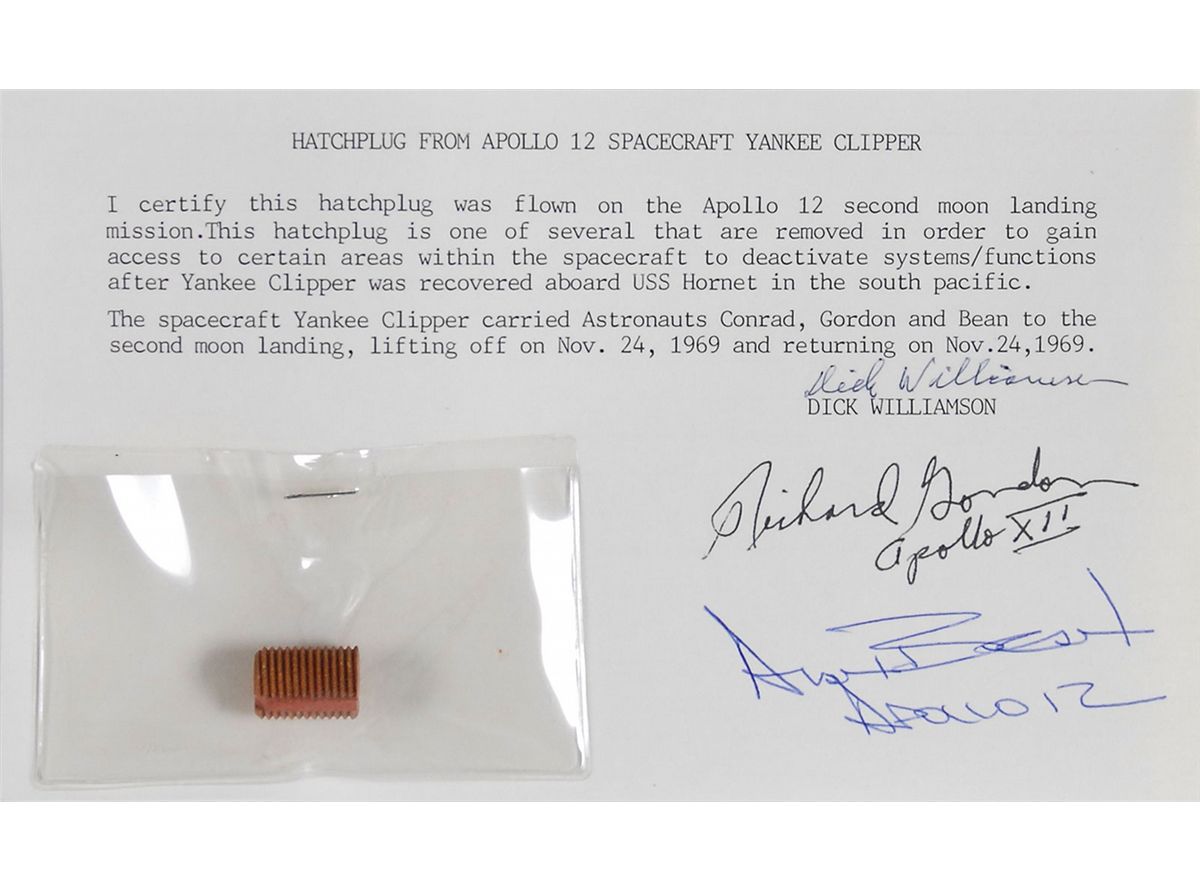 HATCHPLUG FROM APOLLO 12 SPACECRAFT YANKEE CLIPPER
I certify this hatchplug was flown on the Apollo 12 second moon landing
mission.This hatchplug is one of several that are removed in order to gain
access to certain areas within the spacecraft to deactivate systems/functions
after Yankee Clipper was recovered aboard USS Hornet in the south pacific.
The spacecraft Yankee Clipper carried Astronauts Conrad, Gordon and Bean to the
second moon landing, lifting off on Nov. 24, 1969 and returning on Nov.24,1969.
Dick Williamson
DICK WILLIAMSON
Richard Gordon
Apollo XII
Alan Bean
APOLLO 12